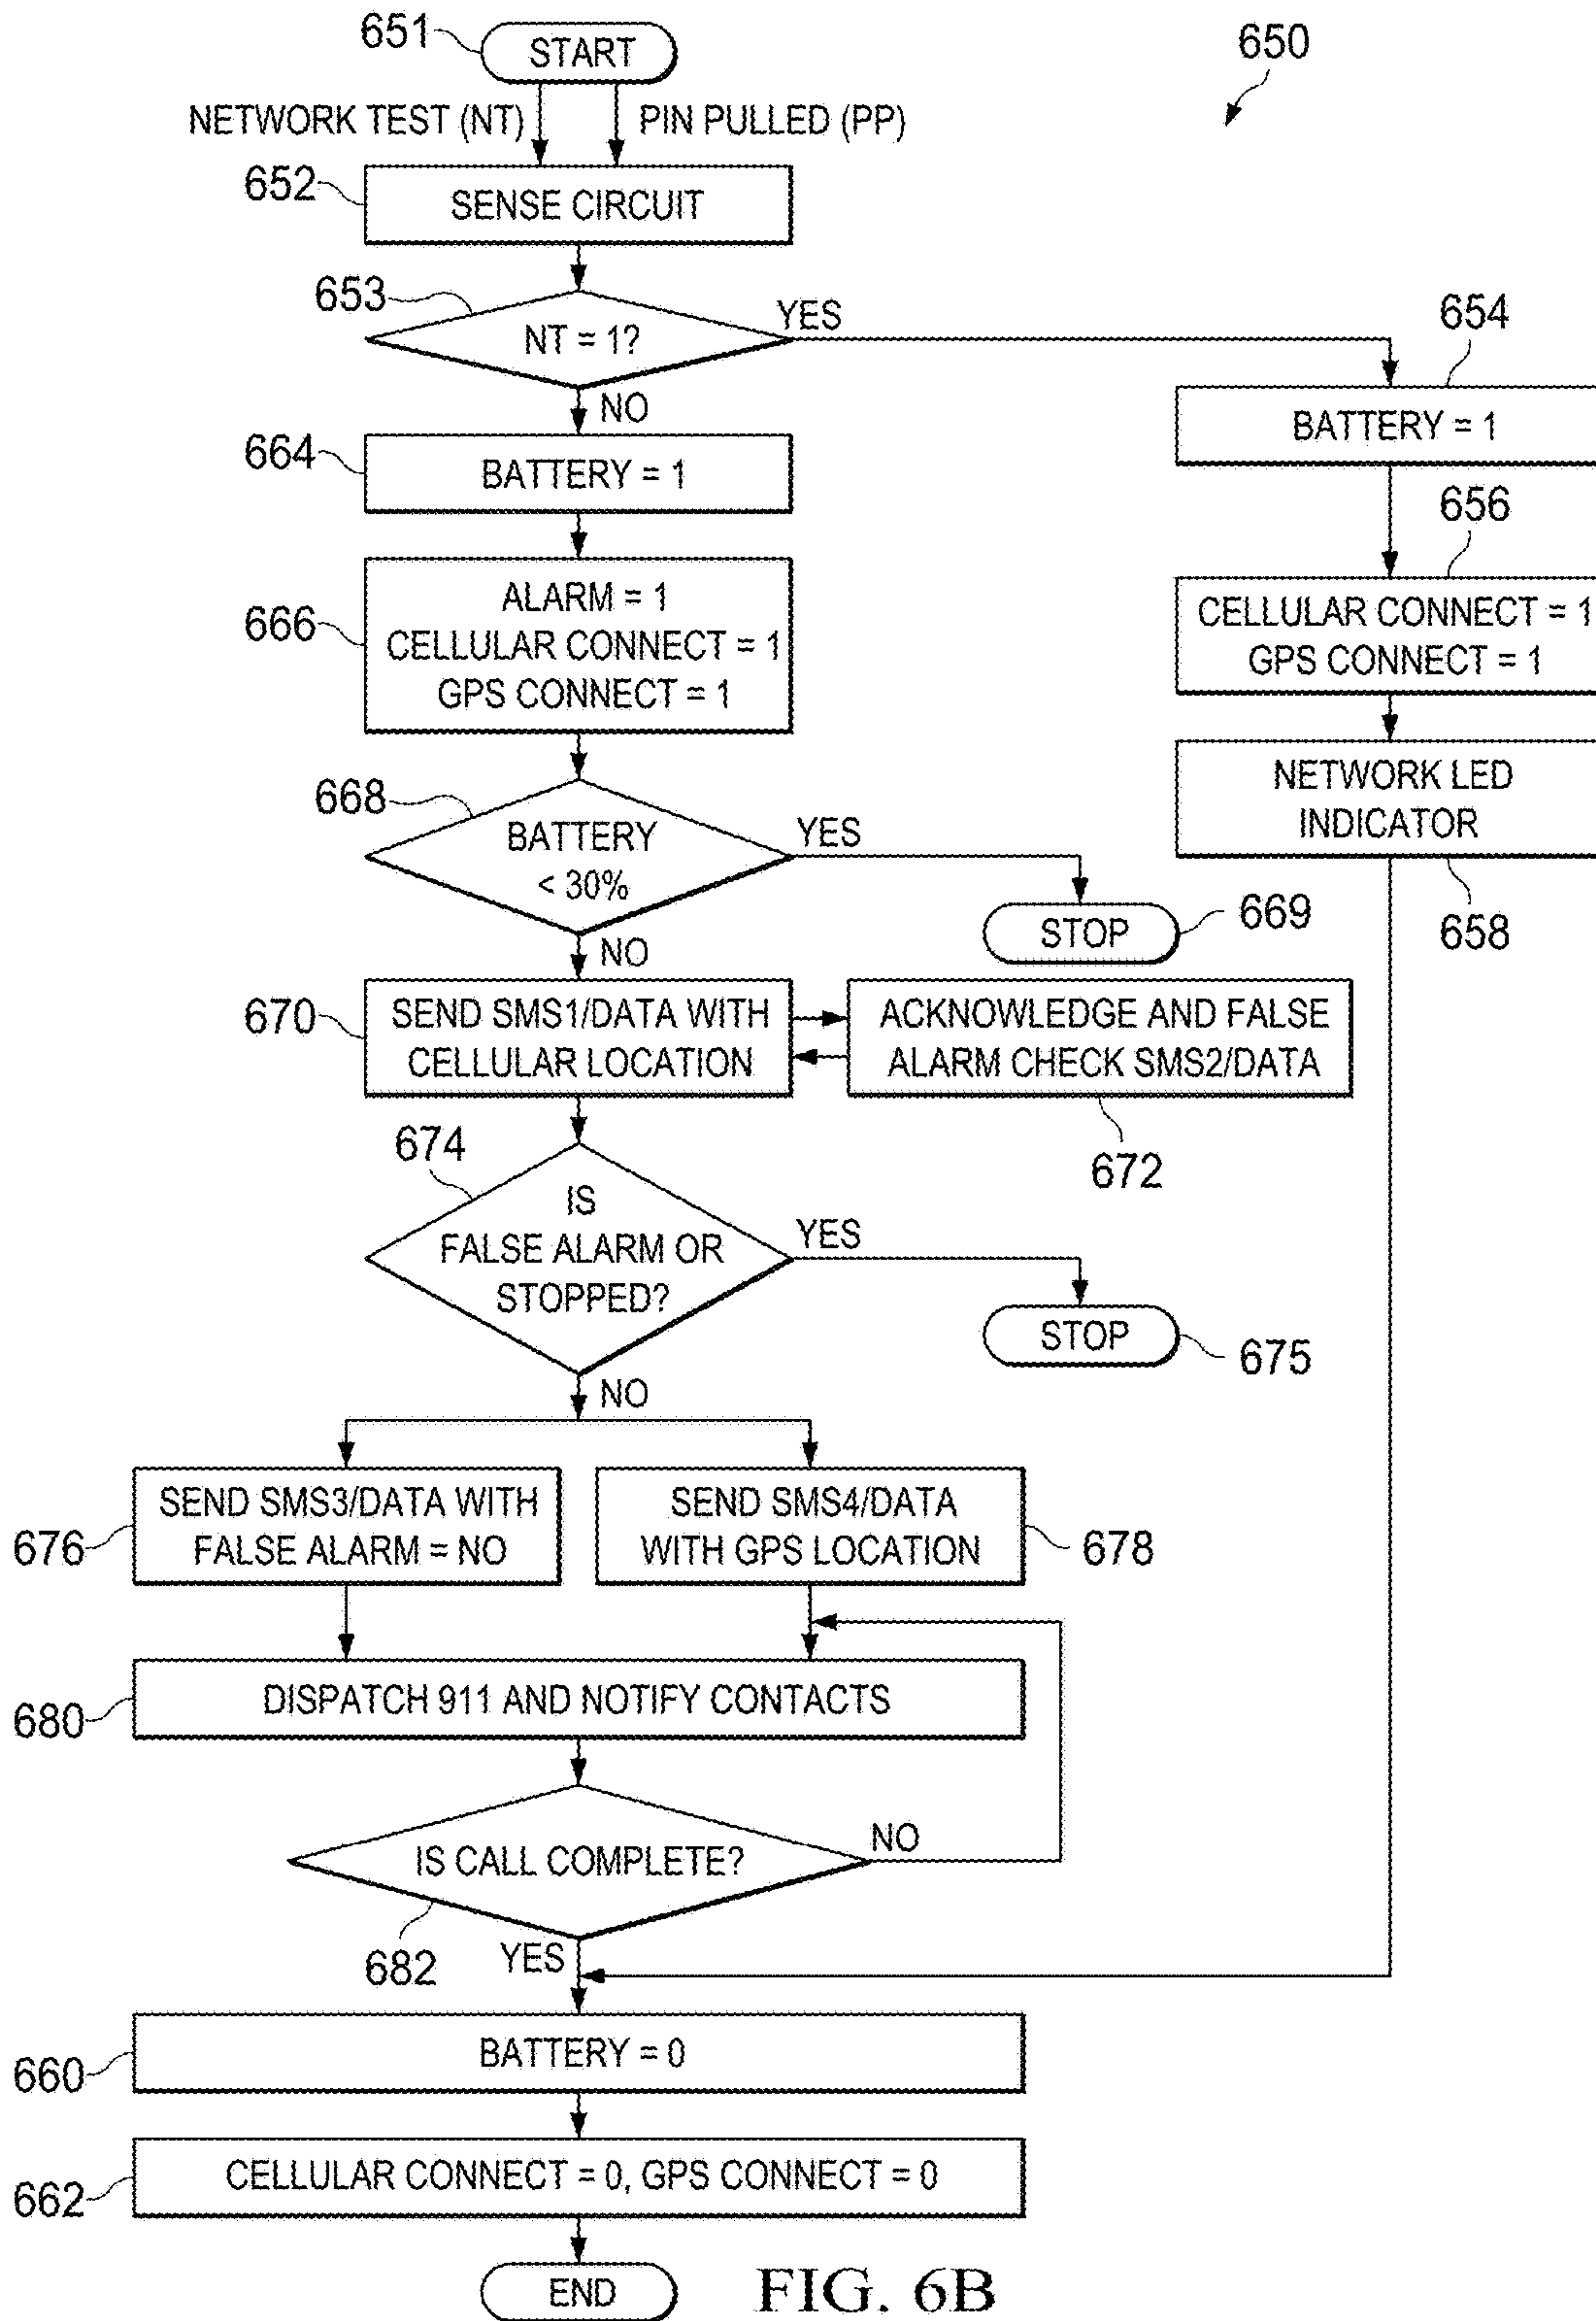 651
START
650
NETWORK TEST (NT)
PIN PULLED (PP)
652
SENSE CIRCUIT
653
NT = 1?
YES
NO
654
BATTERY = 1
664
BATTERY = 1
656
CELLULAR CONNECT = 1
GPS CONNECT = 1
666
ALARM = 1
CELLULAR CONNECT = 1
GPS CONNECT = 1
NETWORK LED
INDICATOR
658
668
BATTERY
< 30%
YES
STOP
669
NO
670
SEND SMS1/DATA WITH
CELLULAR LOCATION
ACKNOWLEDGE AND FALSE
ALARM CHECK SMS2/DATA
672
674
IS
FALSE ALARM OR
STOPPED?
YES
STOP
675
NO
676
SEND SMS3/DATA WITH
FALSE ALARM = NO
SEND SMS4/DATA
WITH GPS LOCATION
678
680
DISPATCH 911 AND NOTIFY CONTACTS
IS CALL COMPLETE?
NO
682
YES
660
BATTERY = 0
662
CELLULAR CONNECT = 0, GPS CONNECT = 0
END
FIG. 6B